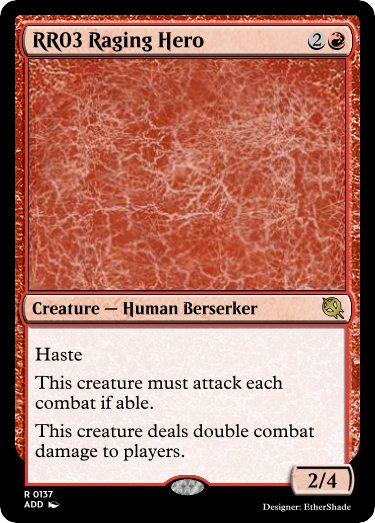 RR03 Raging Hero 2
Creature — Human Berserker
Haste
This creature must attack each
combat if able.
This creature deals double combat
damage to players.
2/4
R 0137
ADD
Designer: EtherShade